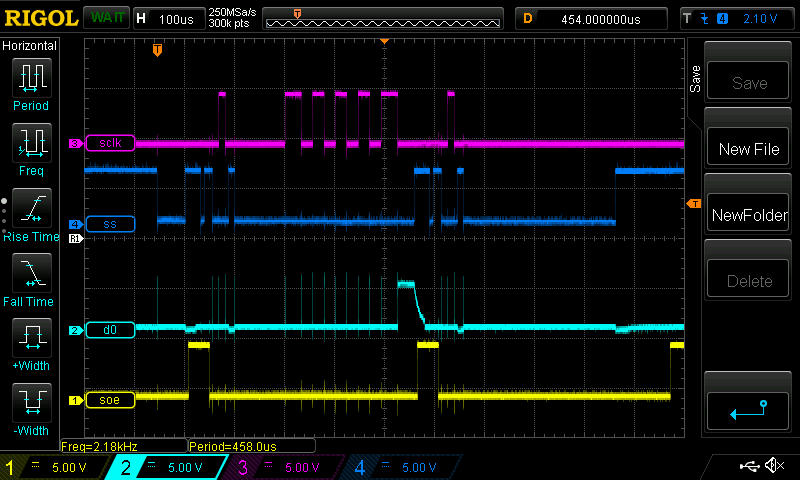 RIGOL WAIT H 100us 250MSa/s 300k pts T D 454.000000us T 4 2.10 V
Horizontal
Period
Freq
Rise Time
Fall Time
+Width
-Width
3 sclk
4 ss
R1
2 d0
1 soe
T
Save
Save
New File
NewFolder
Delete
Freq=2.18kHz Period=458.0us
1 5.00 V 2 5.00 V 3 5.00 V 4 5.00 V